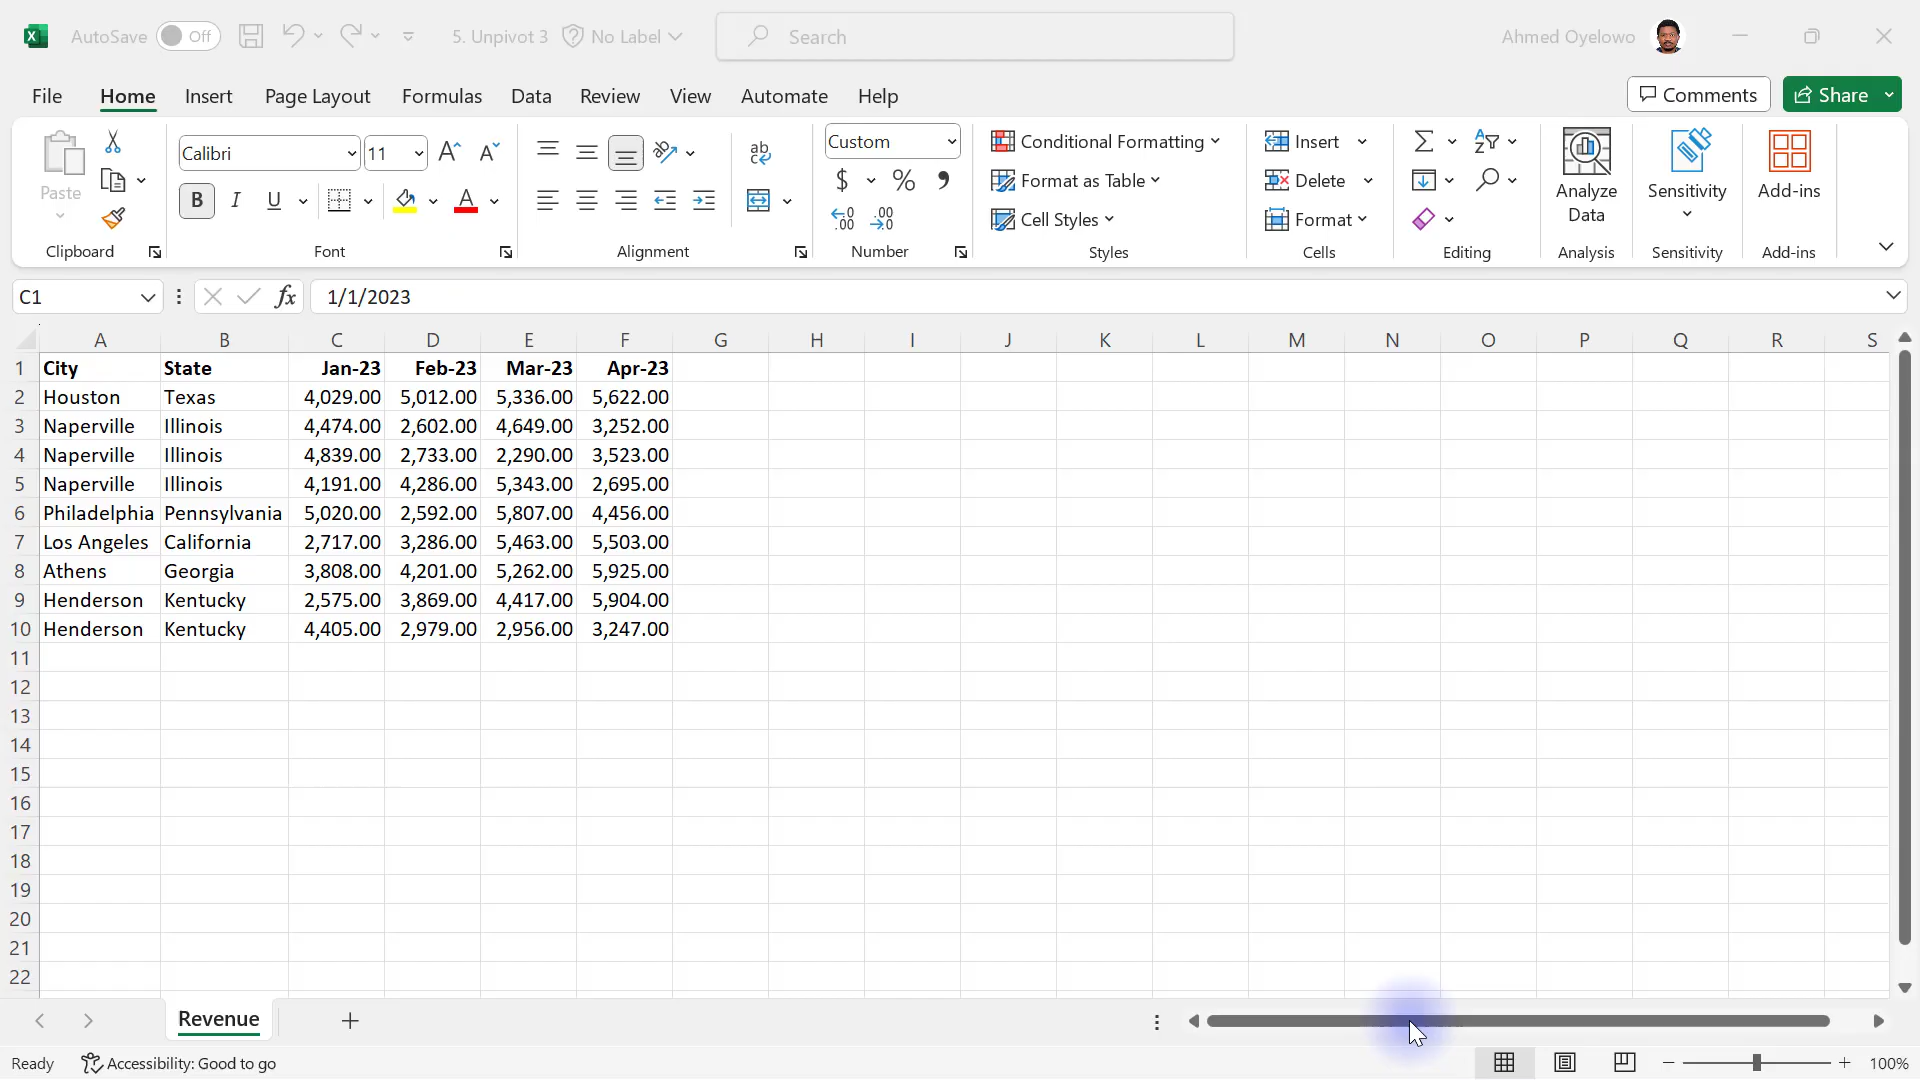 AutoSave Off 5. Unpivot 3 No Label Search Ahmed Oyelowo
File Home Insert Page Layout Formulas Data Review View Automate Help Comments Share
Paste Calibri 11 Custom Conditional Formatting Insert
B I U A ab $ % Format as Table Delete Analyze Data Sensitivity Add-ins
Cell Styles Format
Clipboard Font Alignment Number Styles Cells Editing Analysis Sensitivity Add-ins
C1 fx 1/1/2023
A B C D E F G H I J K L M N O P Q R S
1 City State Jan-23 Feb-23 Mar-23 Apr-23
2 Houston Texas 4,029.00 5,012.00 5,336.00 5,622.00
3 Naperville Illinois 4,474.00 2,602.00 4,649.00 3,252.00
4 Naperville Illinois 4,839.00 2,733.00 2,290.00 3,523.00
5 Naperville Illinois 4,191.00 4,286.00 5,343.00 2,695.00
6 Philadelphia Pennsylvania 5,020.00 2,592.00 5,807.00 4,456.00
7 Los Angeles California 2,717.00 3,286.00 5,463.00 5,503.00
8 Athens Georgia 3,808.00 4,201.00 5,262.00 5,925.00
9 Henderson Kentucky 2,575.00 3,869.00 4,417.00 5,904.00
10 Henderson Kentucky 4,405.00 2,979.00 2,956.00 3,247.00
11
12
13
14
15
16
17
18
19
20
21
22
Revenue
Ready Accessibility: Good to go 100%